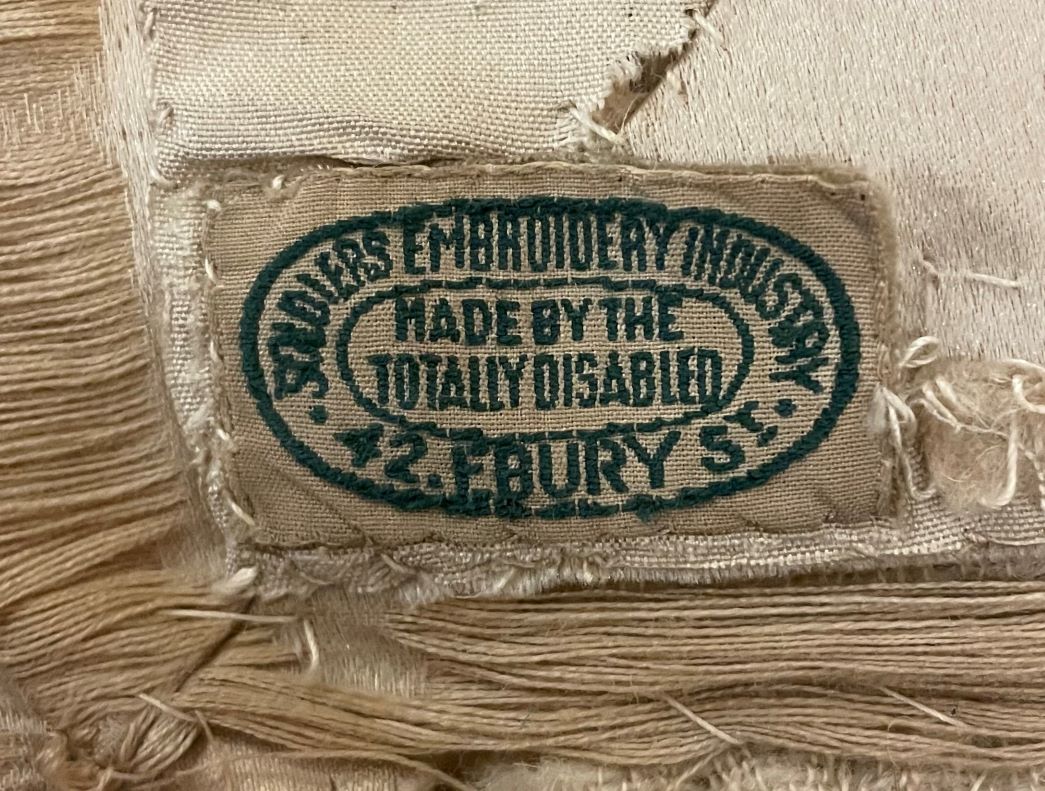 SOLDIERS EMBROIDERY INDUSTRY
MADE BY THE
TOTALLY DISABLED
· 42. EBURY ST. ·